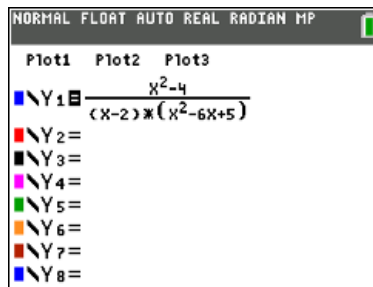 NORMAL FLOAT AUTO REAL RADIAN MP
Plot1 Plot2 Plot3
\Y₁=
X²-4
(X-2)*(X²-6X+5)
\Y₂=
\Y₃=
\Y₄=
\Y₅=
\Y₆=
\Y₇=
\Y₈=